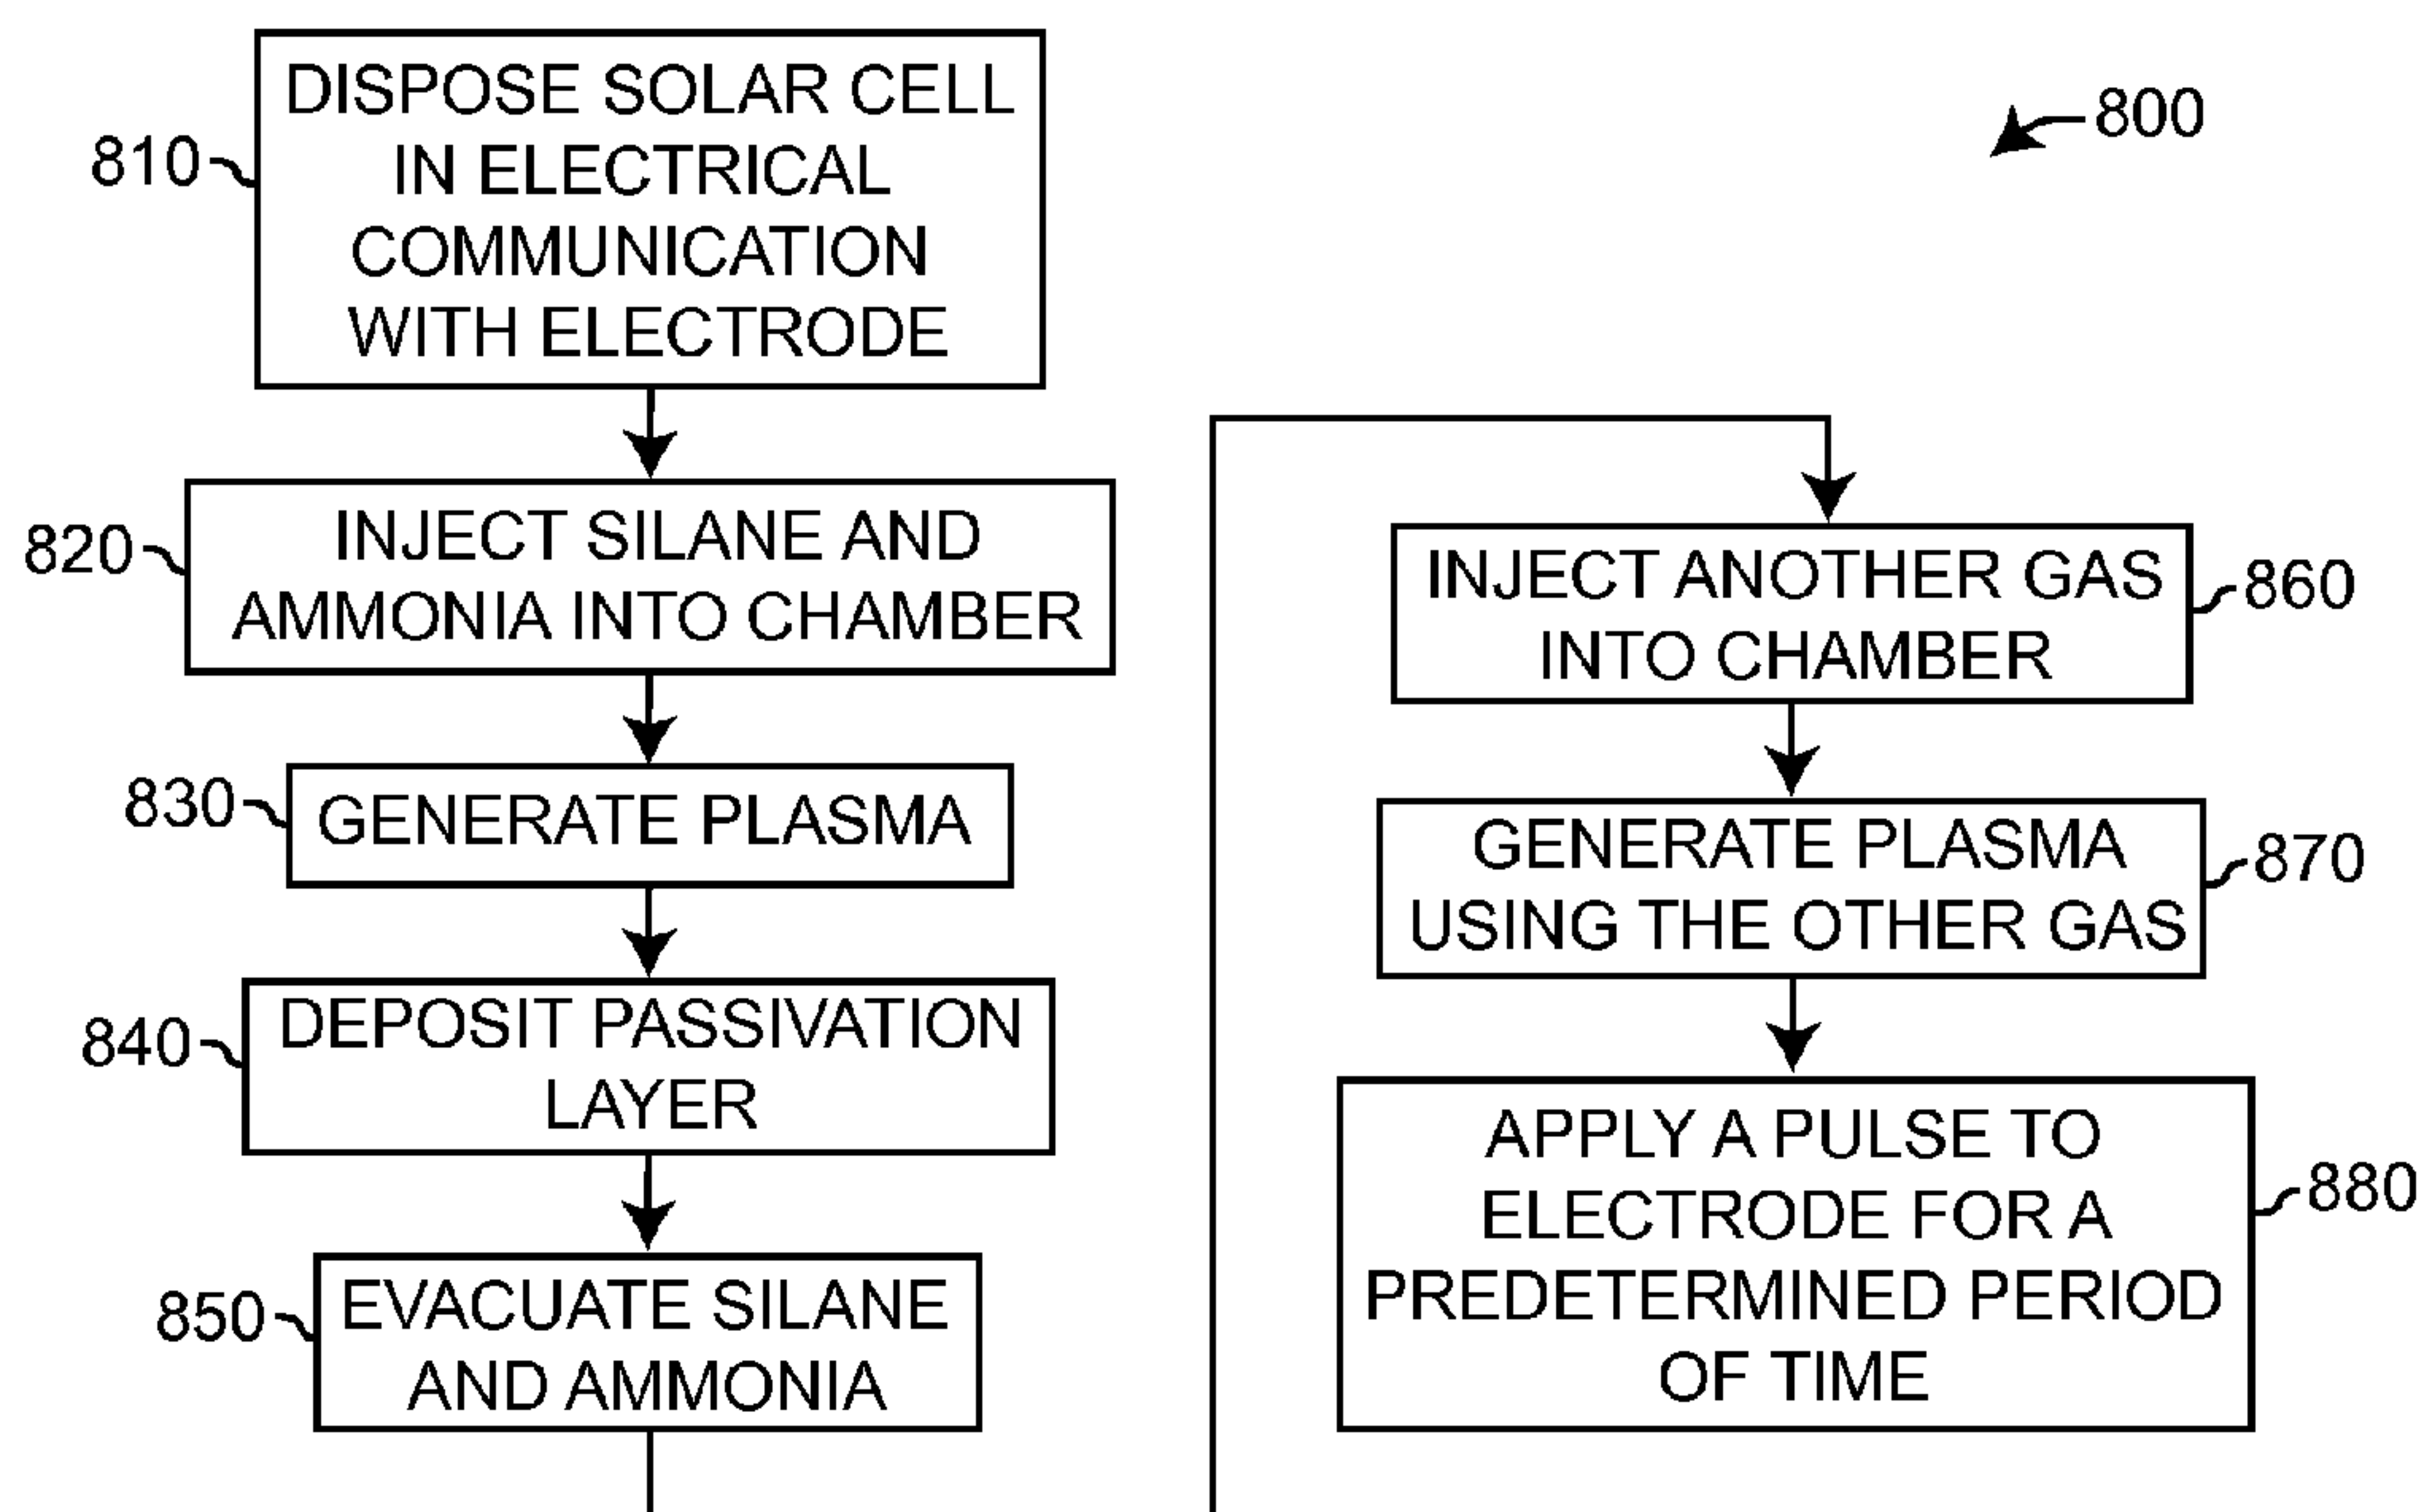 810
DISPOSE SOLAR CELL
IN ELECTRICAL
COMMUNICATION
WITH ELECTRODE
820
INJECT SILANE AND
AMMONIA INTO CHAMBER
830
GENERATE PLASMA
840
DEPOSIT PASSIVATION
LAYER
850
EVACUATE SILANE
AND AMMONIA
800
INJECT ANOTHER GAS
INTO CHAMBER
860
GENERATE PLASMA
USING THE OTHER GAS
870
APPLY A PULSE TO
ELECTRODE FOR A
PREDETERMINED PERIOD
OF TIME
880